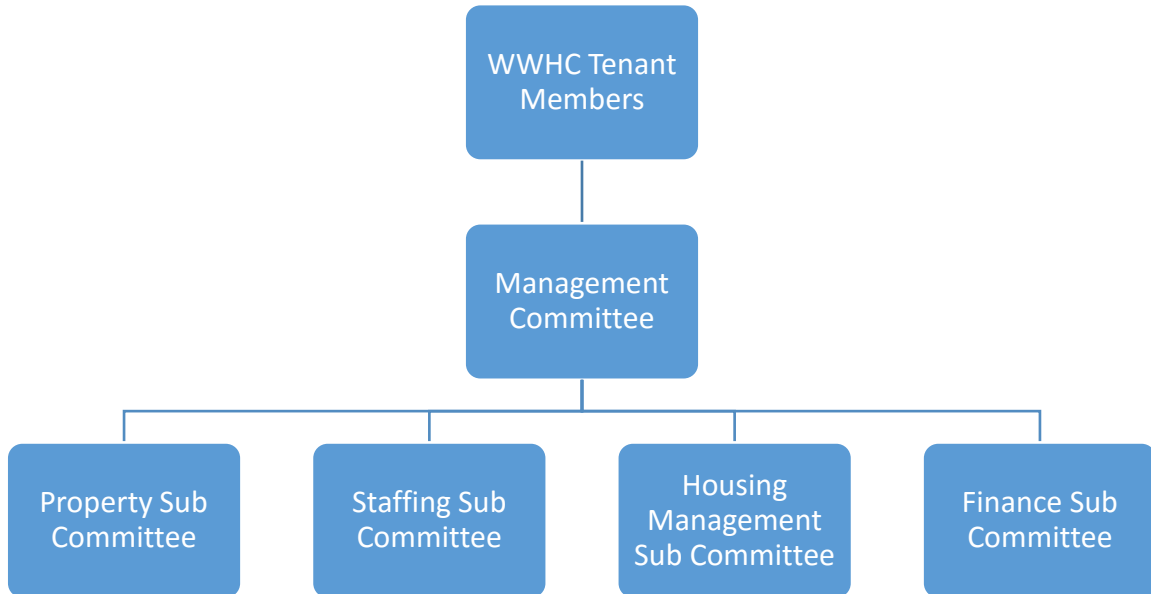 WWHC Tenant
Members
Management
Committee
Property Sub
Committee
Staffing Sub
Committee
Housing
Management
Sub Committee
Finance Sub
Committee